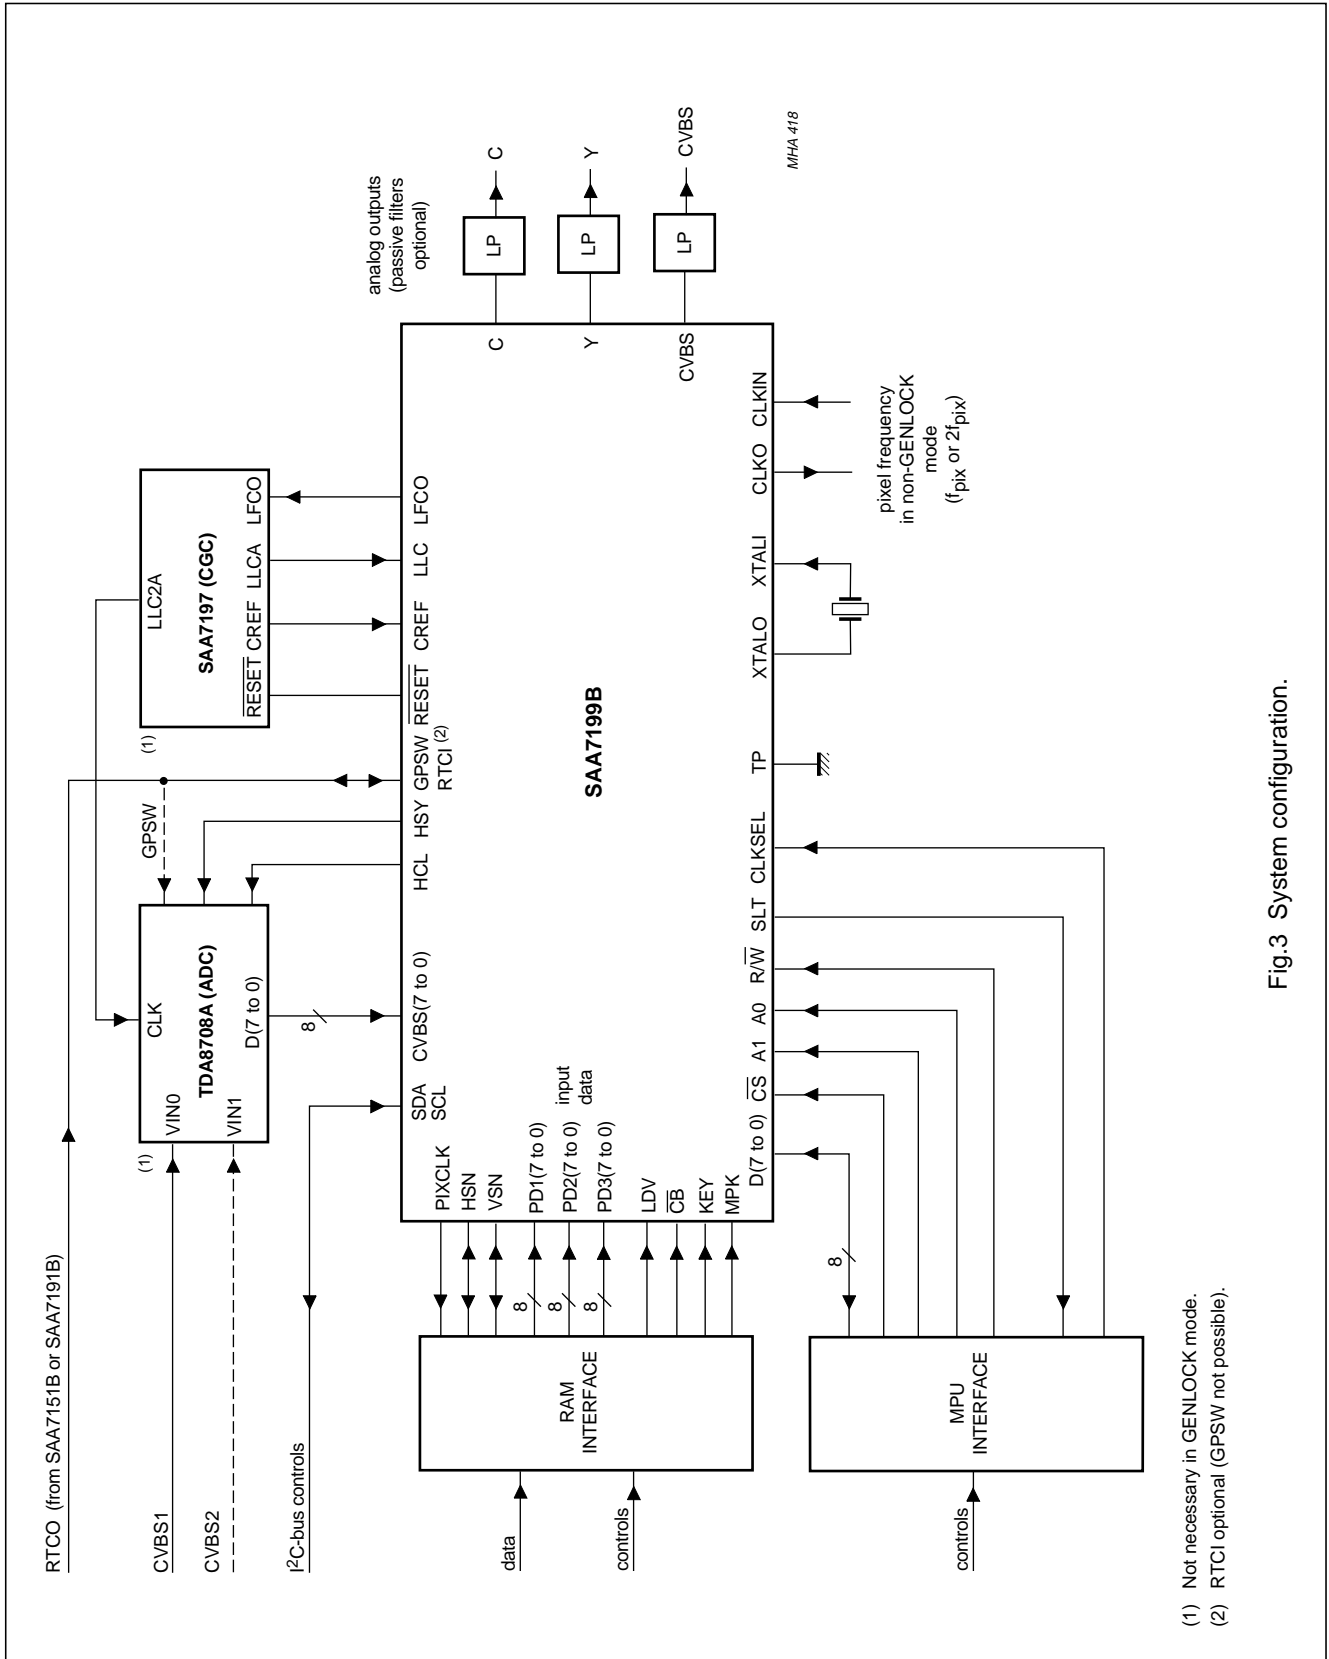 RTCO (from SAA7151B or SAA7191B)
CVBS1
CVBS2
I2C-bus controls
data
controls
controls
(1)
VIN0
VIN1
CLK
TDA8708A (ADC)
D(7 to 0)
8
GPSW
(1)
LLC2A
SAA7197 (CGC)
RESET CREF LLCA LFCO
analog outputs
(passive filters
optional)
LP
C
LP
Y
LP
CVBS
MHA 418
RAM
INTERFACE
8
8
8
PIXCLK
HSN
VSN
PD1(7 to 0)
PD2(7 to 0)
PD3(7 to 0)
input
data
LDV
CB
KEY
MPK
SDA
SCL
CVBS(7 to 0)
HCL
HSY
GPSW
RTCI (2)
RESET
CREF
LLC
LFCO
SAA7199B
C
Y
CVBS
D(7 to 0)
CS
A1
A0
R/W
SLT
CLKSEL
TP
XTALO
XTALI
CLKO
CLKIN
pixel frequency
in non-GENLOCK
mode
(fpix or 2fpix)
8
MPU
INTERFACE
(1) Not necessary in GENLOCK mode.
(2) RTCI optional (GPSW not possible).
Fig.3 System configuration.